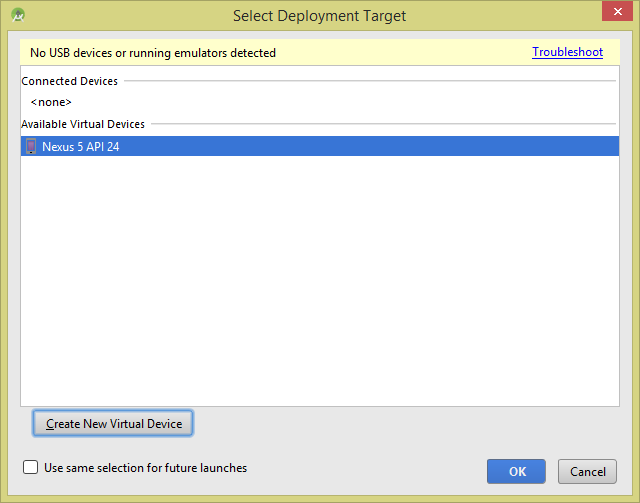 Select Deployment Target
No USB devices or running emulators detected Troubleshoot
Connected Devices
<none>
Available Virtual Devices
Nexus 5 API 24
Create New Virtual Device
Use same selection for future launches
OK Cancel